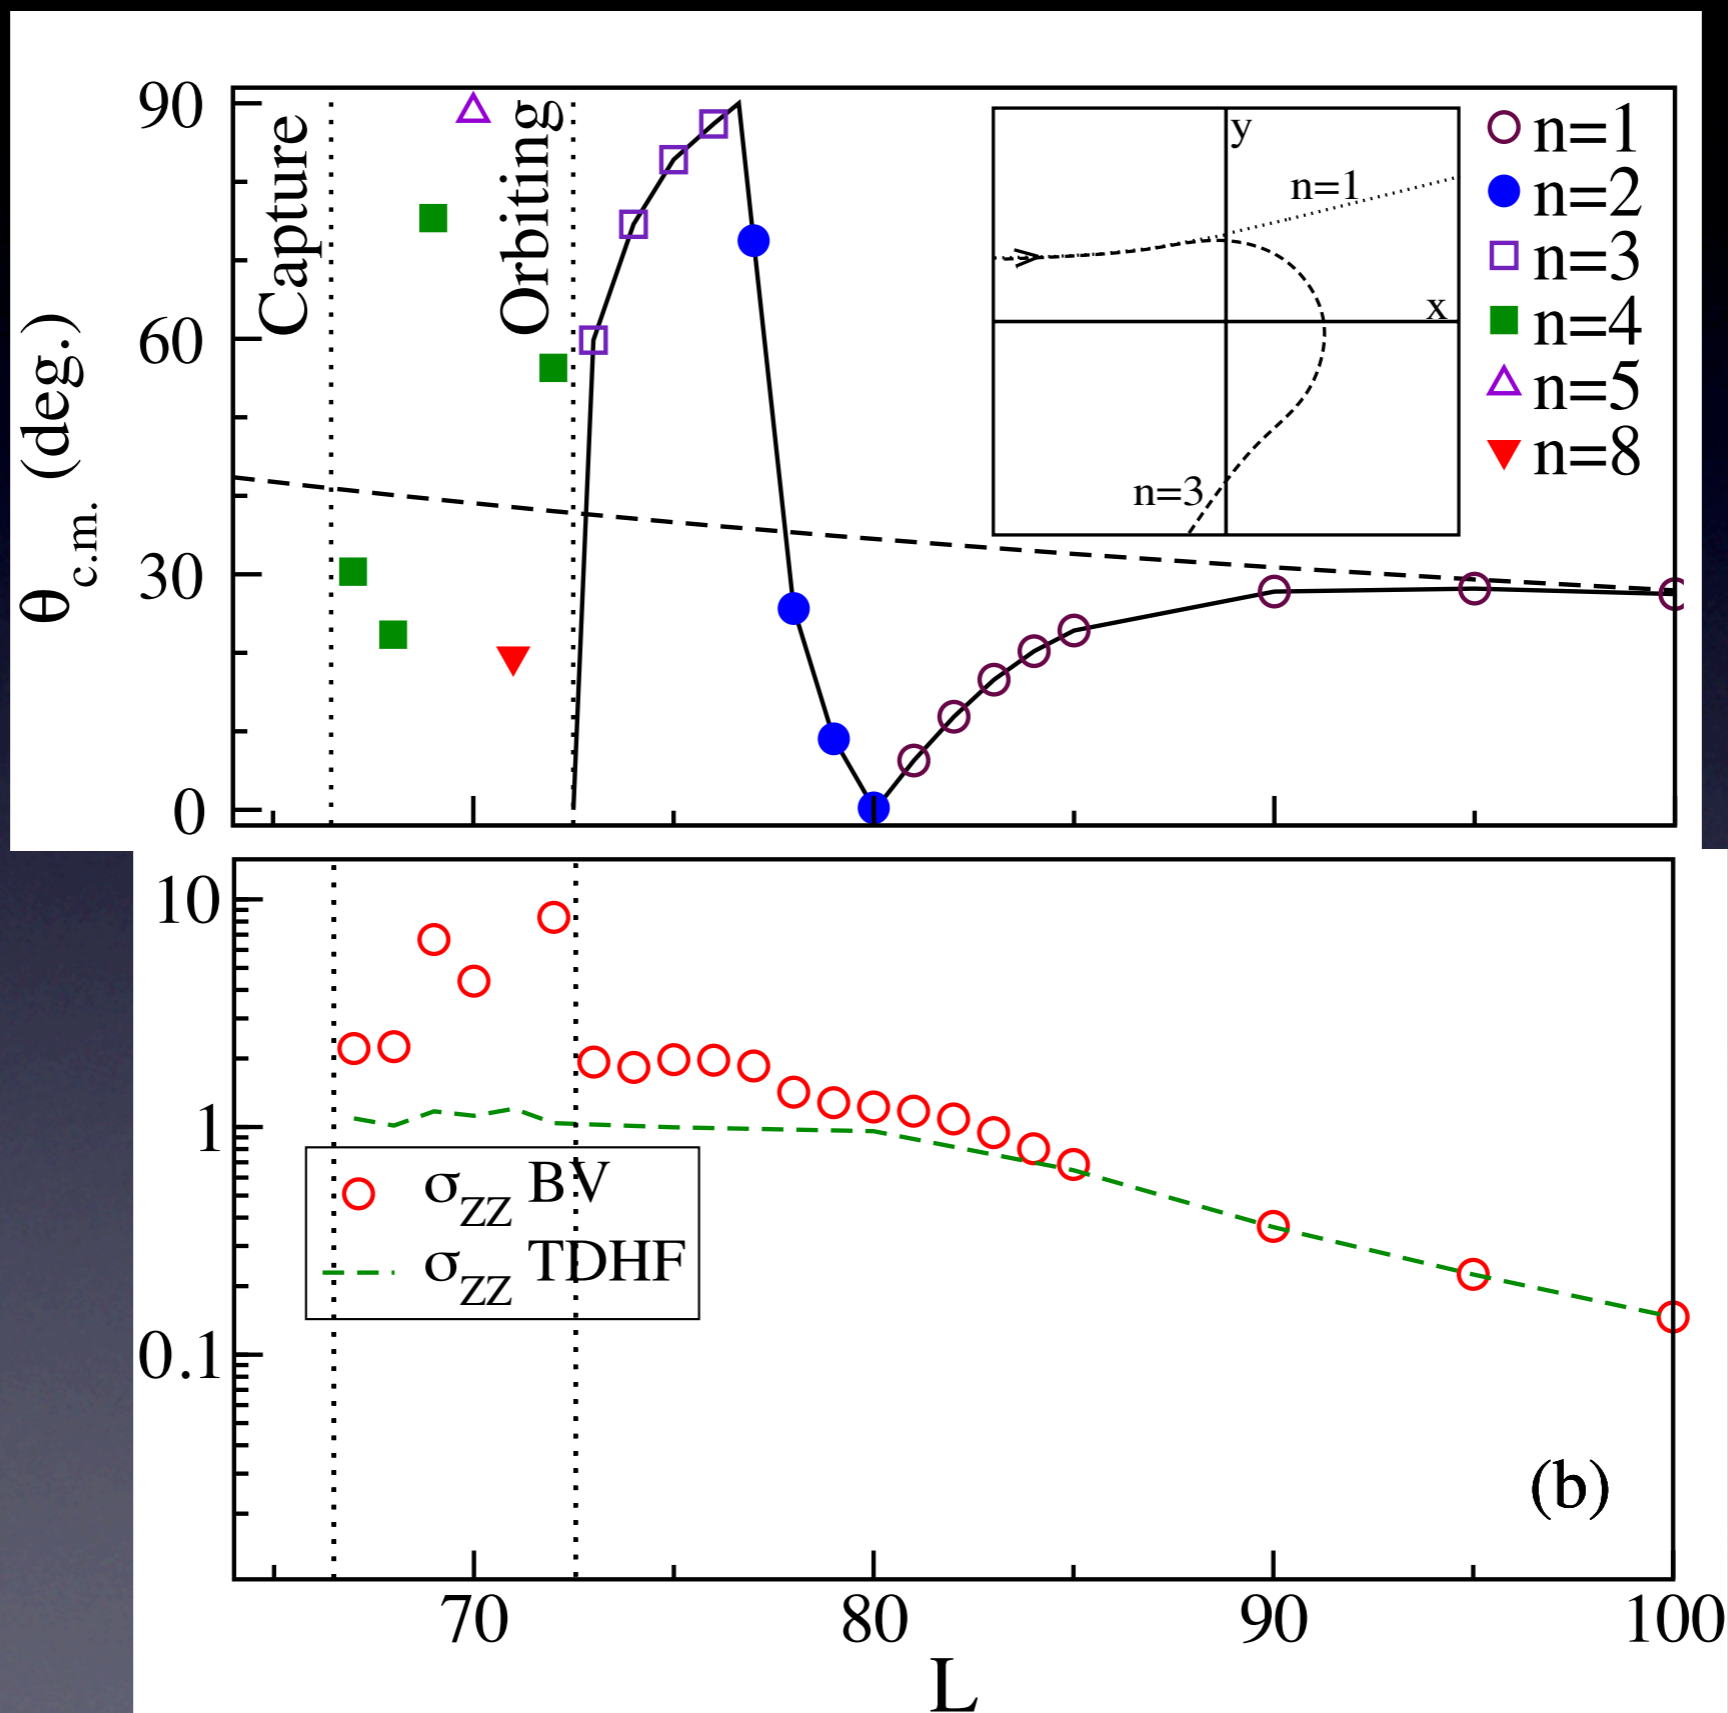 90
60
30
0
θc.m. (deg.)
Capture
Orbiting
y
x
n=1
n=3
n=1
n=2
n=3
n=4
n=5
n=8
10
1
0.1
σZZ BV
σZZ TDHF
(b)
70 80 90 100
L